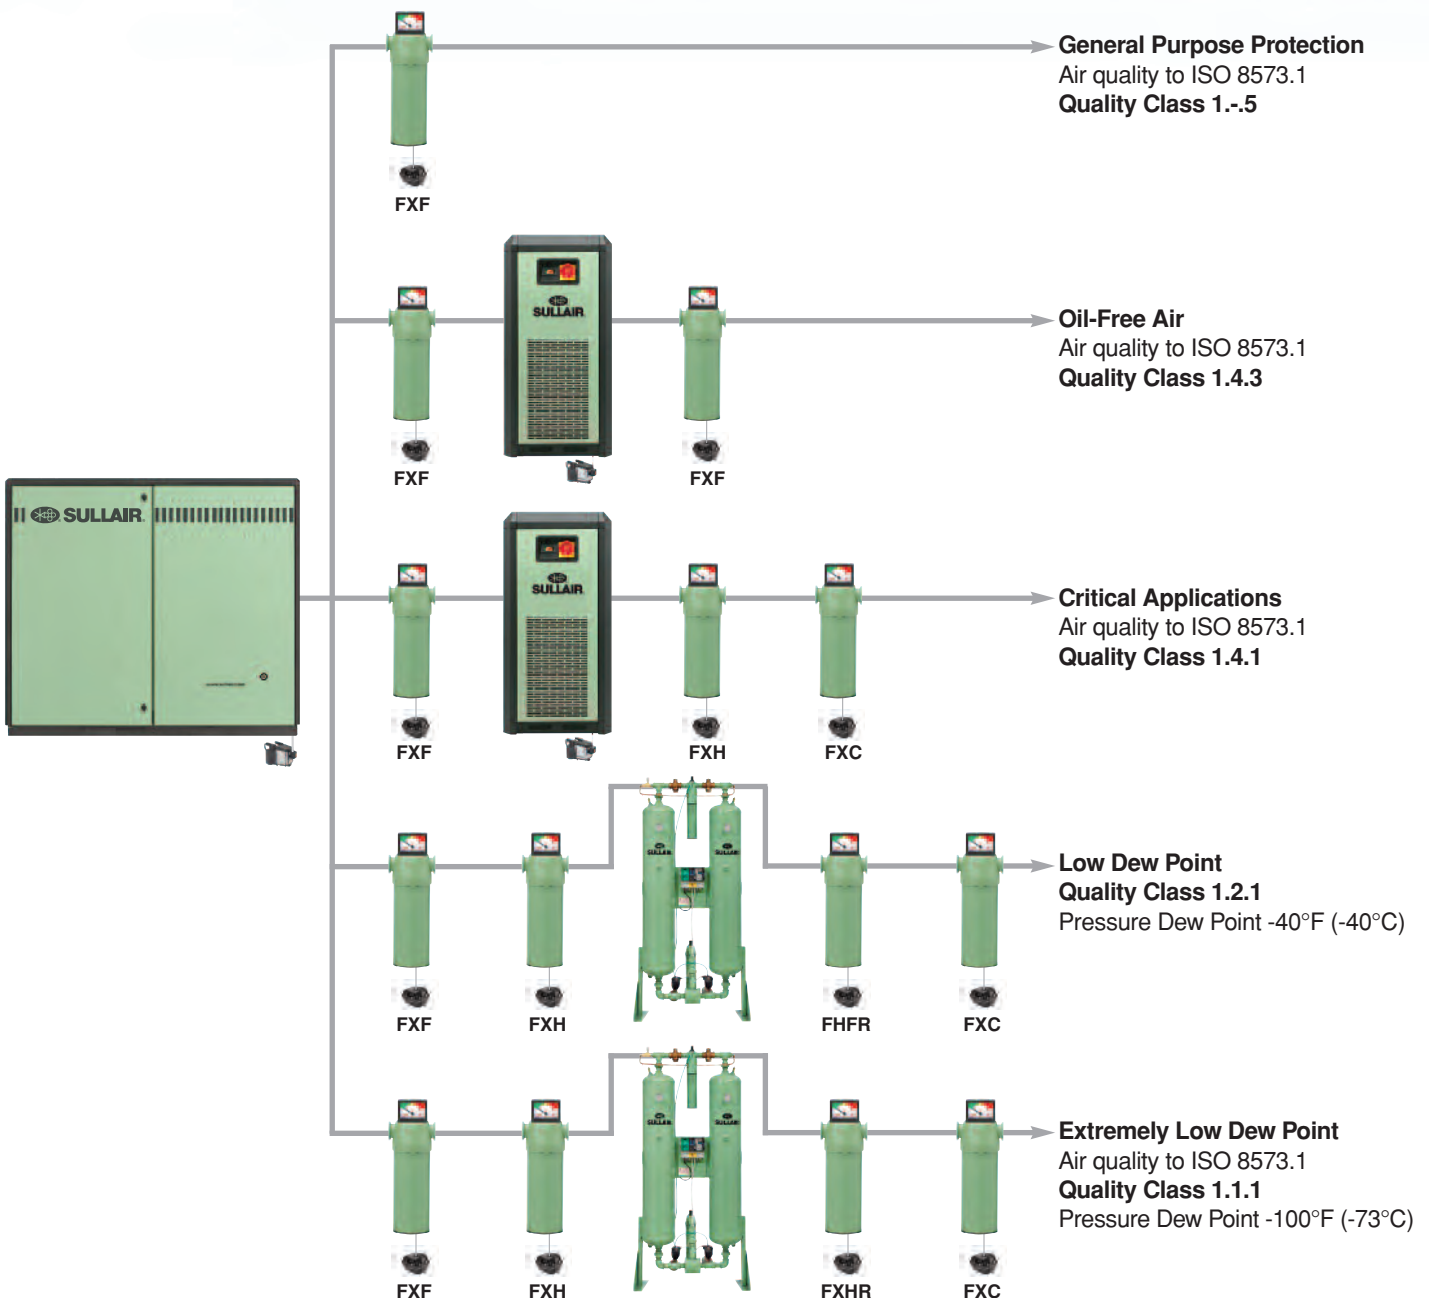 General Purpose Protection
Air quality to ISO 8573.1
Quality Class 1.-.5
FXF
SULLAIR
Oil-Free Air
Air quality to ISO 8573.1
Quality Class 1.4.3
FXF
FXF
SULLAIR
SULLAIR
Critical Applications
Air quality to ISO 8573.1
Quality Class 1.4.1
FXF
FXH
FXC
SULLAIR
SULLAIR
Low Dew Point
Quality Class 1.2.1
Pressure Dew Point -40°F (-40°C)
FXF
FXH
FHFR
FXC
SULLAIR
SULLAIR
Extremely Low Dew Point
Air quality to ISO 8573.1
Quality Class 1.1.1
Pressure Dew Point -100°F (-73°C)
FXF
FXH
FXHR
FXC